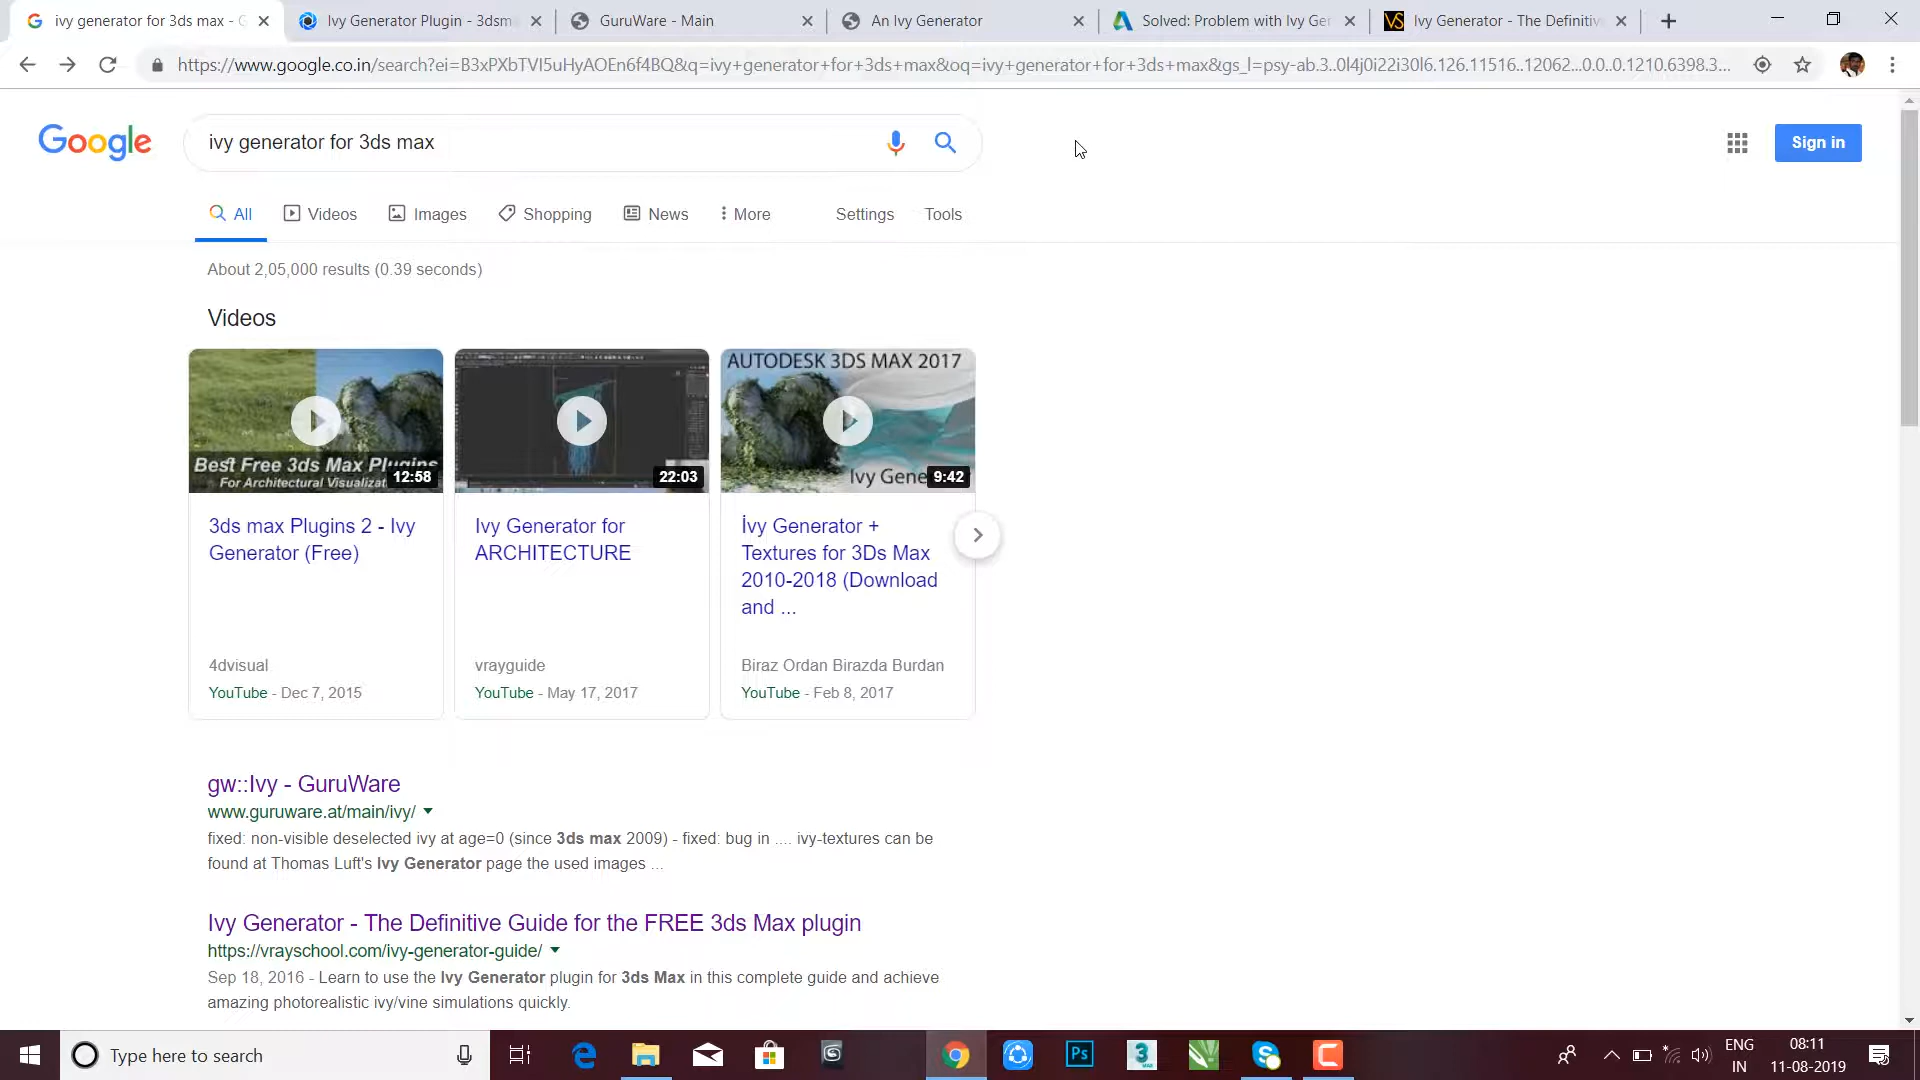 ivy generator for 3ds max - G
Ivy Generator Plugin - 3dsm
GuruWare - Main
An Ivy Generator
Solved: Problem with Ivy Ger
Ivy Generator - The Definitiv
https://www.google.co.in/search?ei=B3xPXbTVI5uHyAOEn6f4BQ&q=ivy+generator+for+3ds+max&oq=ivy+generator+for+3ds+max&gs_l=psy-ab.3..0l4j0i22i30l6.126.11516..12062...0.0..0.1210.6398.3...
Google
ivy generator for 3ds max
Sign in
All
Videos
Images
Shopping
News
More
Settings
Tools
About 2,05,000 results (0.39 seconds)
Videos
Best Free 3ds Max Plugins
For Architectural Visualizat
12:58
22:03
AUTODESK 3DS MAX 2017
Ivy Gene
9:42
3ds max Plugins 2 - Ivy
Generator (Free)
4dvisual
YouTube - Dec 7, 2015
Ivy Generator for
ARCHITECTURE
vrayguide
YouTube - May 17, 2017
İvy Generator +
Textures for 3Ds Max
2010-2018 (Download
and ...
Biraz Ordan Birazda Burdan
YouTube - Feb 8, 2017
gw::Ivy - GuruWare
www.guruware.at/main/ivy/
fixed: non-visible deselected ivy at age=0 (since 3ds max 2009) - fixed: bug in .... ivy-textures can be
found at Thomas Luft's Ivy Generator page the used images ...
Ivy Generator - The Definitive Guide for the FREE 3ds Max plugin
https://vrayschool.com/ivy-generator-guide/
Sep 18, 2016 - Learn to use the Ivy Generator plugin for 3ds Max in this complete guide and achieve
amazing photorealistic ivy/vine simulations quickly.
Type here to search
Ps
3
ENG
IN
08:11
11-08-2019